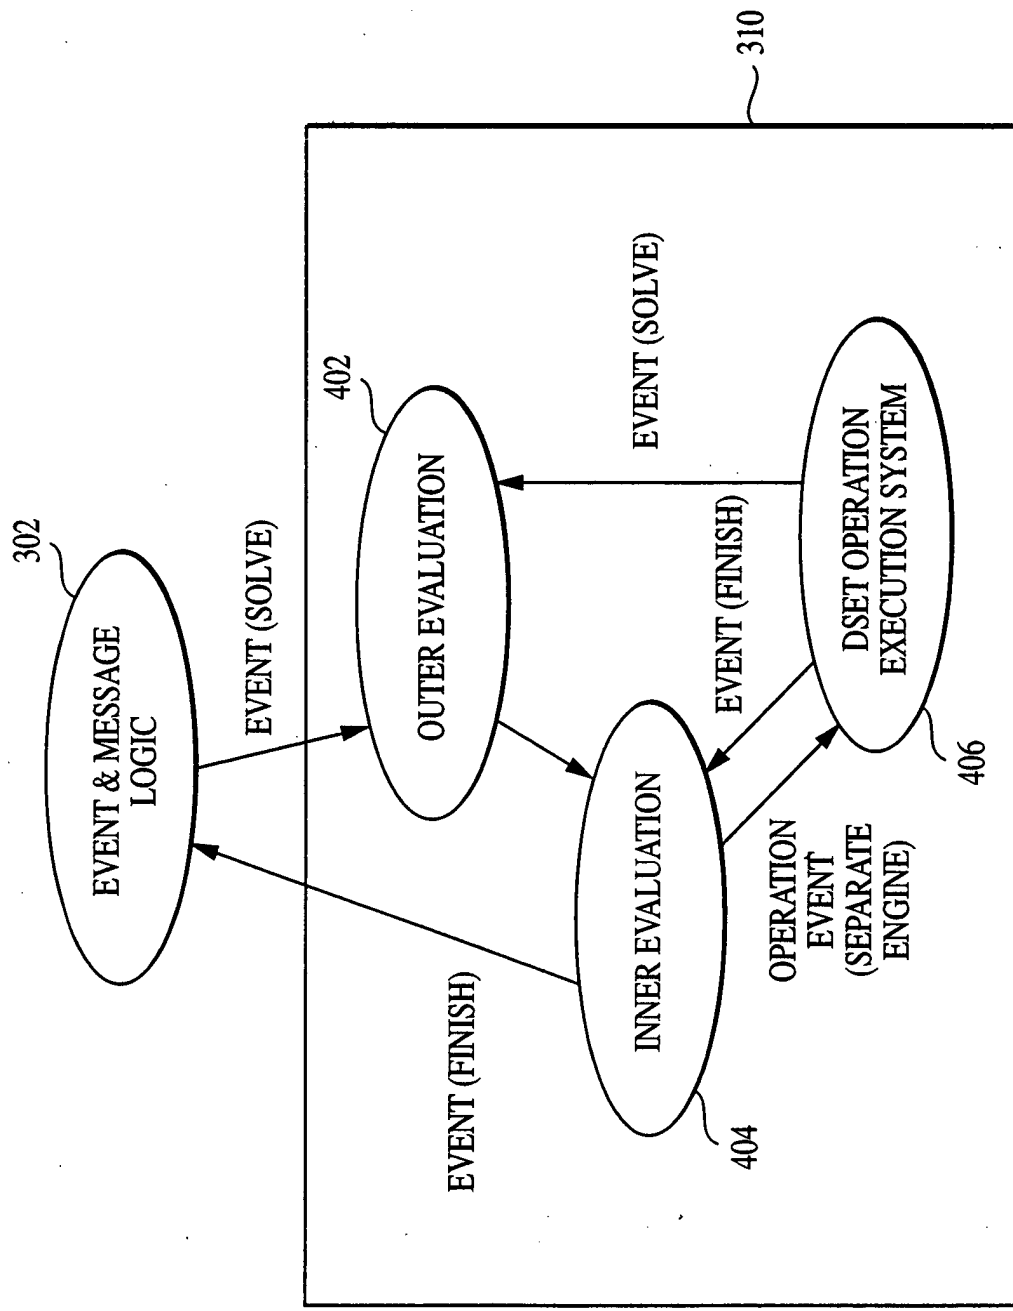 302
EVENT & MESSAGE
LOGIC
EVENT (SOLVE)
EVENT (FINISH)
310
402
OUTER EVALUATION
EVENT (SOLVE)
404
INNER EVALUATION
EVENT (FINISH)
OPERATION
EVENT
(SEPARATE
ENGINE)
406
DSET OPERATION
EXECUTION SYSTEM